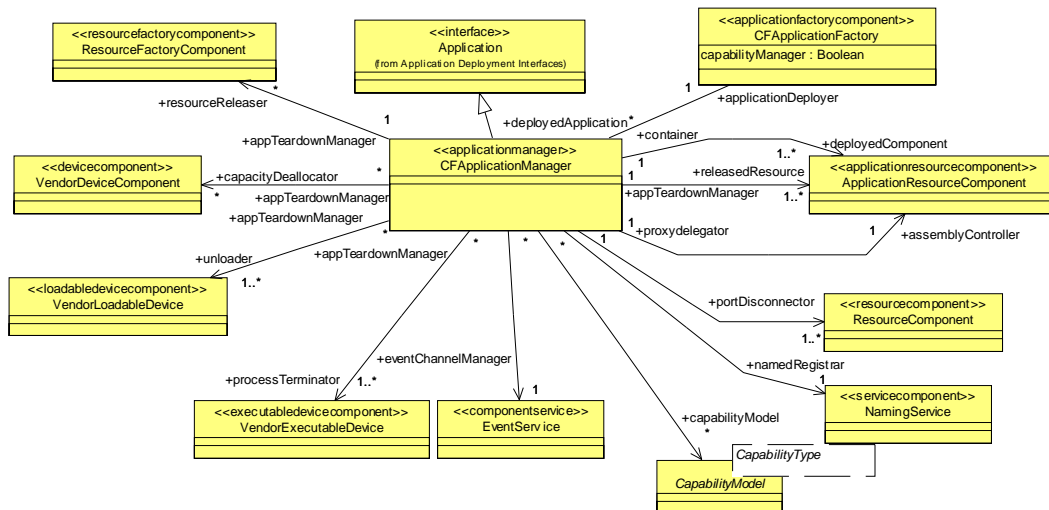 <<resourcefactorycomponent>>
ResourceFactoryComponent
<<interface>>
Application
(from Application Deployment Interfaces)
<<applicationfactorycomponent>>
CFApplicationFactory
capabilityManager : Boolean
+resourceReleaser
*
1
+appTeardownManager
+deployedApplication
*
1
+applicationDeployer
<<applicationmanager>>
CFApplicationManager
+container
1
+deployedComponent
1..*
<<devicecomponent>>
VendorDeviceComponent
+capacityDeallocator
*
*
+appTeardownManager
1
+releasedResource
+appTeardownManager
1..*
<<applicationresourcecomponent>>
ApplicationResourceComponent
+appTeardownManager
*
+unloader
1..*
+appTeardownManager
*
1
+proxydelegator
1
+assemblyController
<<loadabledevicecomponent>>
VendorLoadableDevice
*
*
*
1
+portDisconnector
1..*
<<resourcecomponent>>
ResourceComponent
+processTerminator
1..*
+eventChannelManager
1
+namedRegistrar
1
<<servicecomponent>>
NamingService
<<executabledevicecomponent>>
VendorExecutableDevice
<<componentservice>>
EventService
+capabilityModel
*
CapabilityType
CapabilityModel